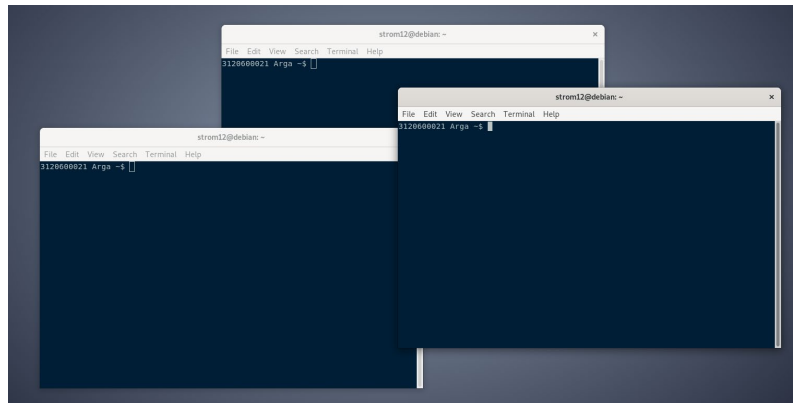 strom12@debian: ~ ×
File Edit View Search Terminal Help
3120600021 Arga ~$
strom12@debian: ~ ×
File Edit View Search Terminal Help
3120600021 Arga ~$
strom12@debian: ~
File Edit View Search Terminal Help
3120600021 Arga ~$